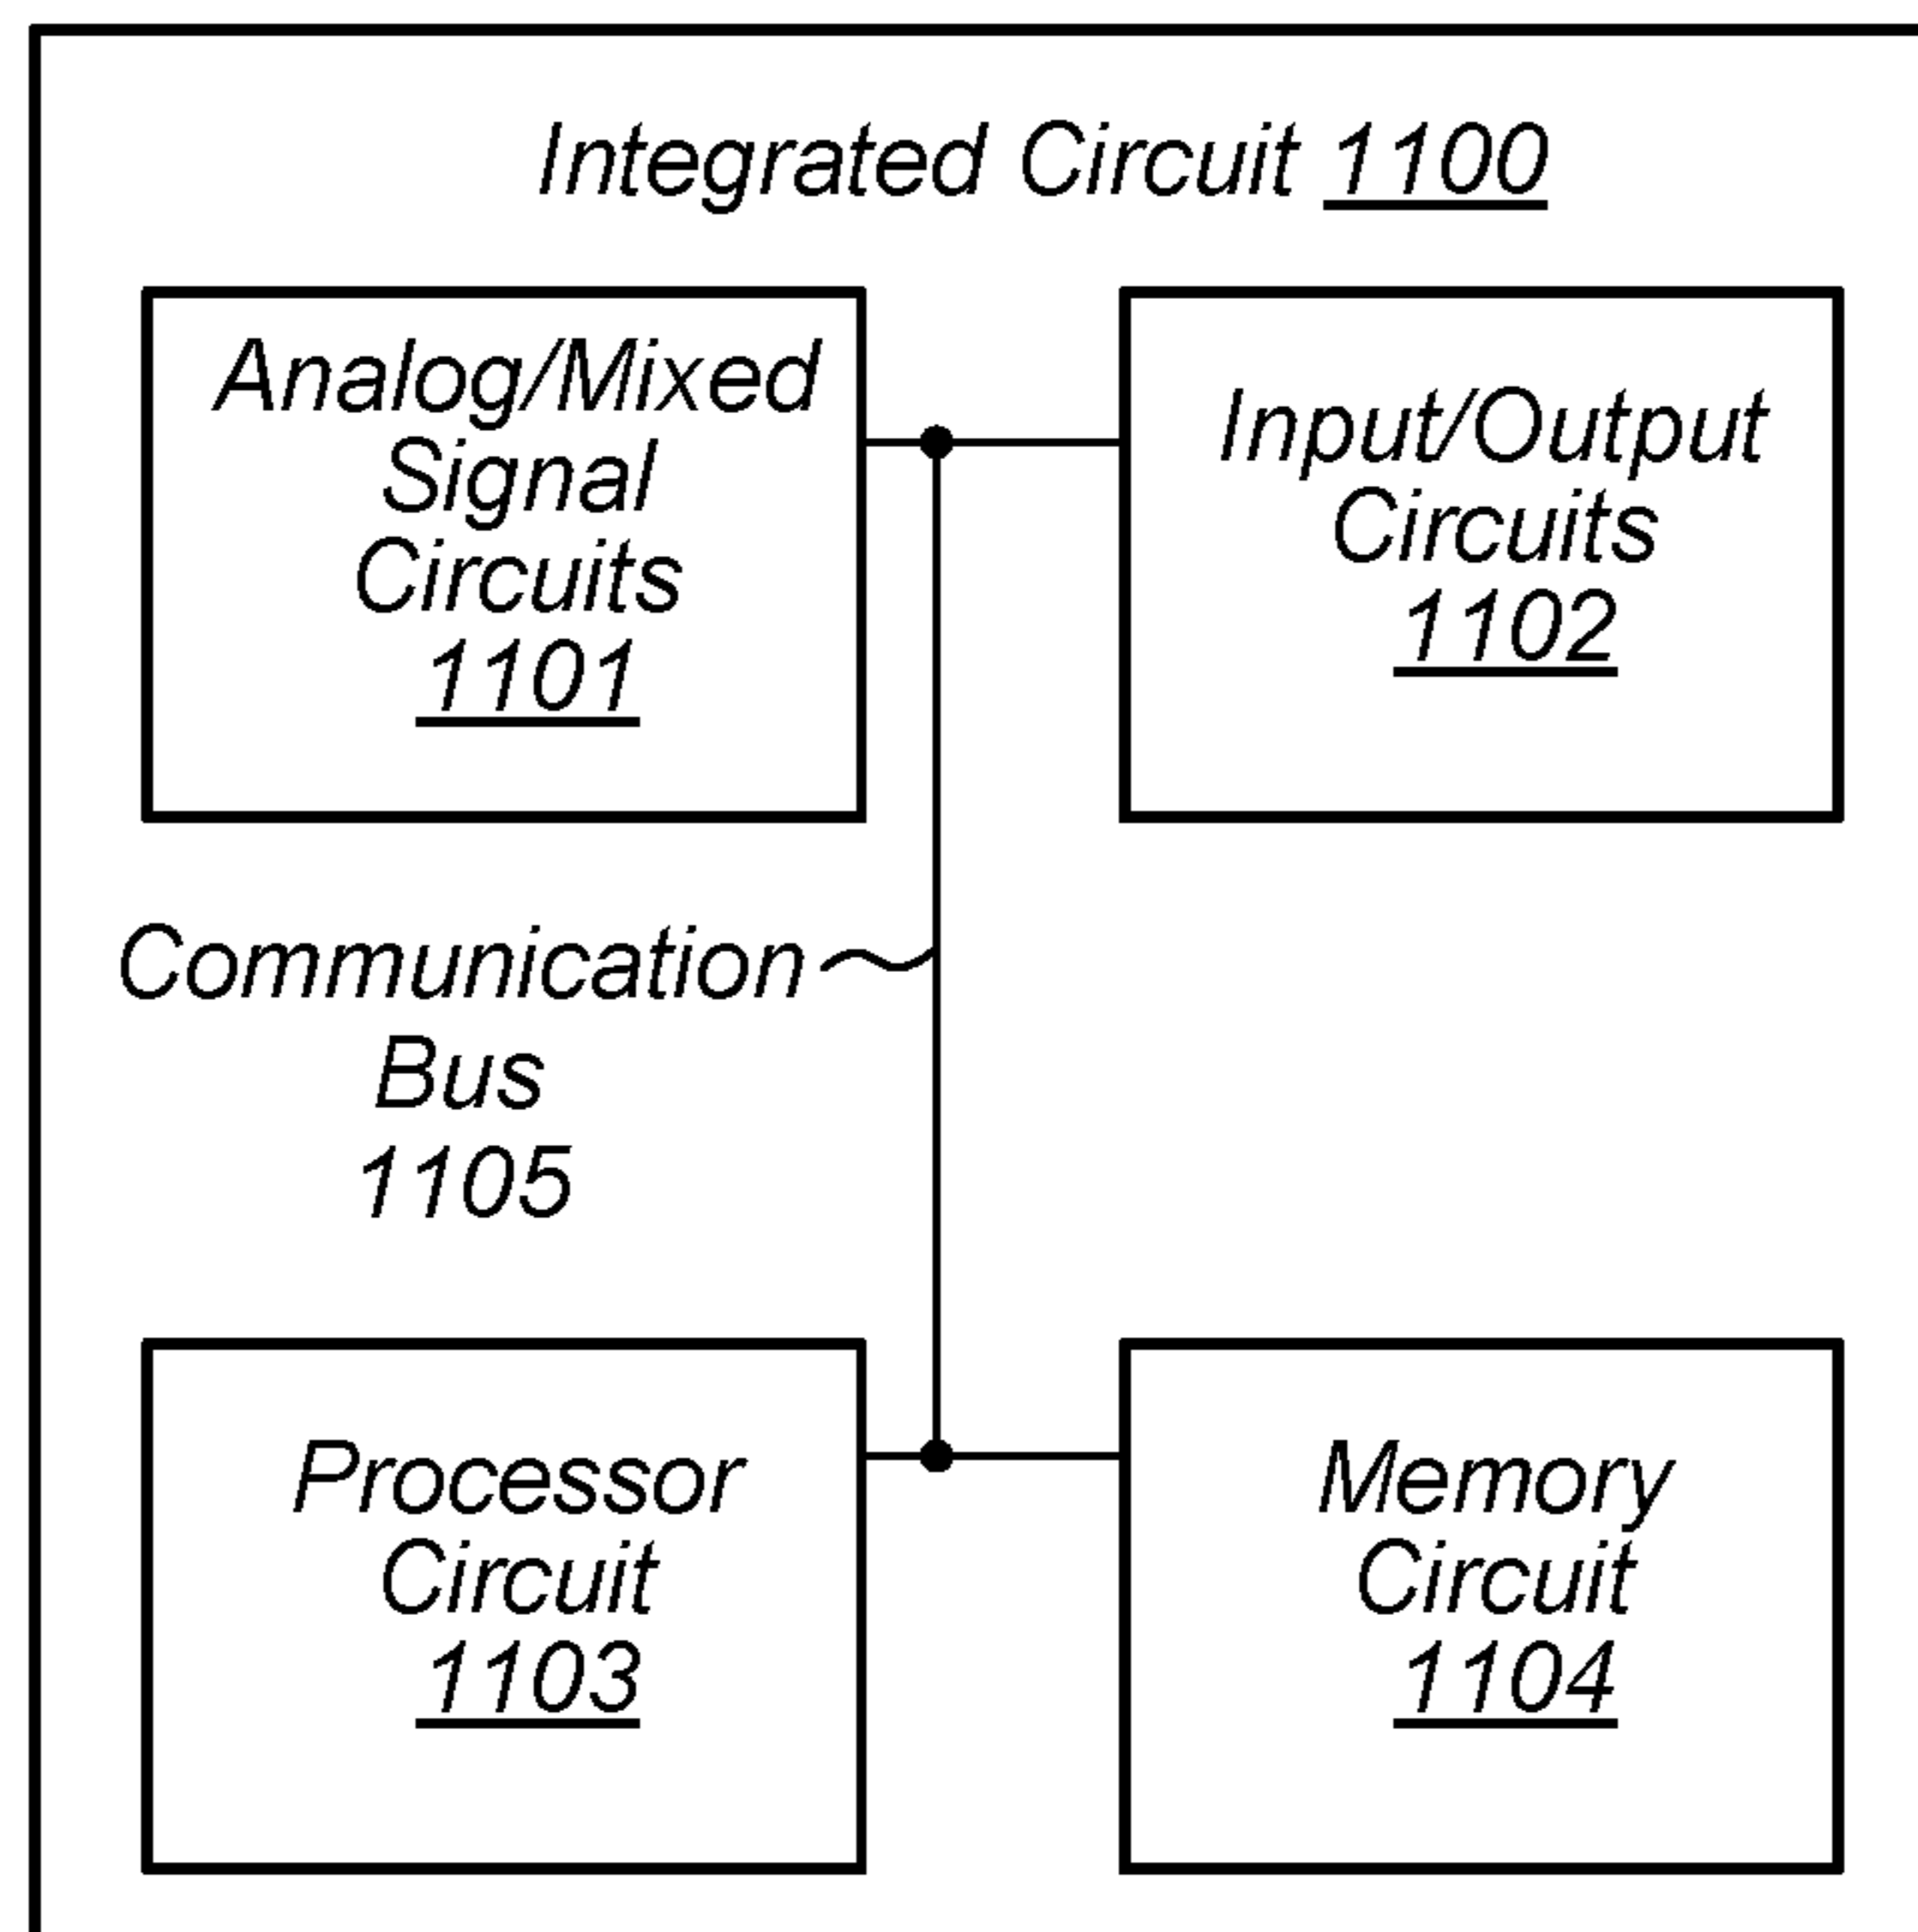 Integrated Circuit 1100
Analog/Mixed
Signal
Circuits
1101
Input/Output
Circuits
1102
Communication
Bus
1105
Processor
Circuit
1103
Memory
Circuit
1104